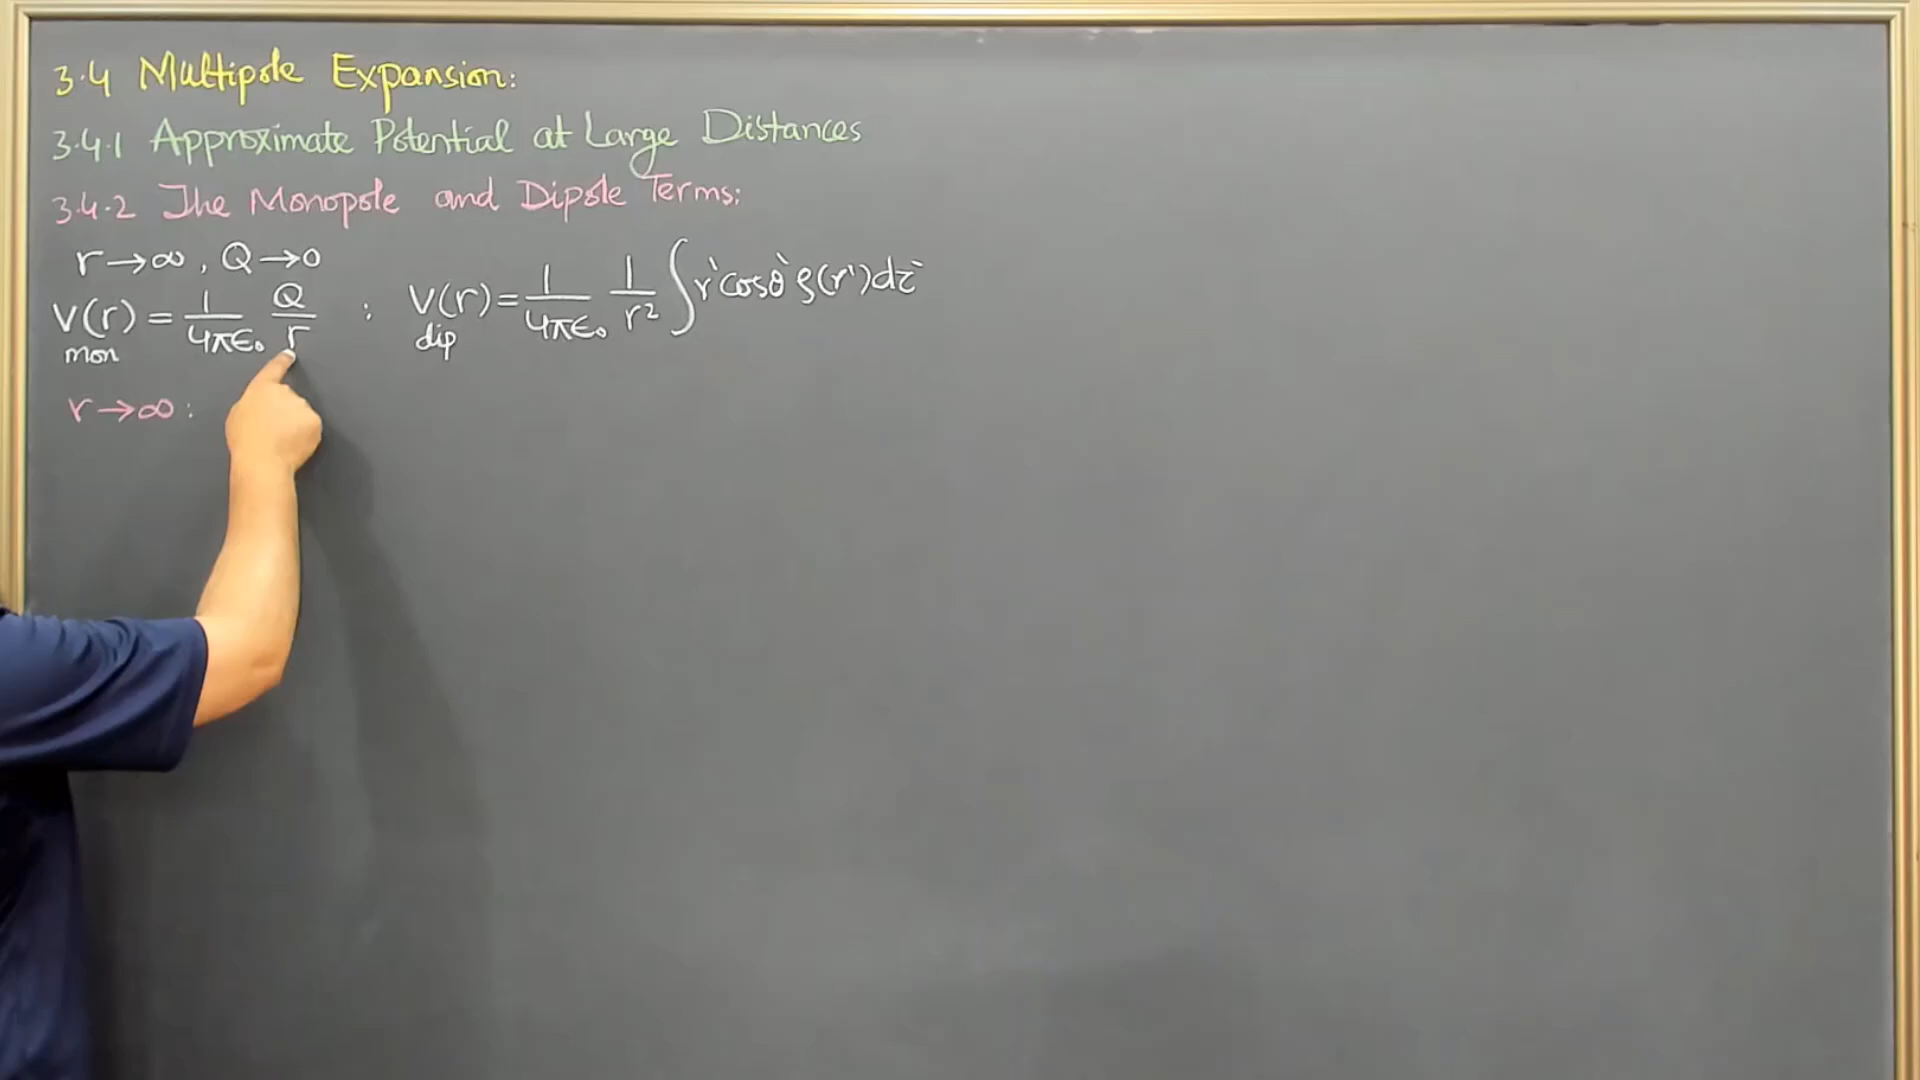 3.4 Multipole Expansion:
3.4.1 Approximate Potential at Large Distances
3.4.2 The Monopole and Dipole Terms:
r→∞, Q→0
V(r) = 1/4πϵ₀ Q/r : V(r) = 1/4πϵ₀ 1/r² ∫r'cosθ' ρ(r')dτ'
mon dip
r→∞: